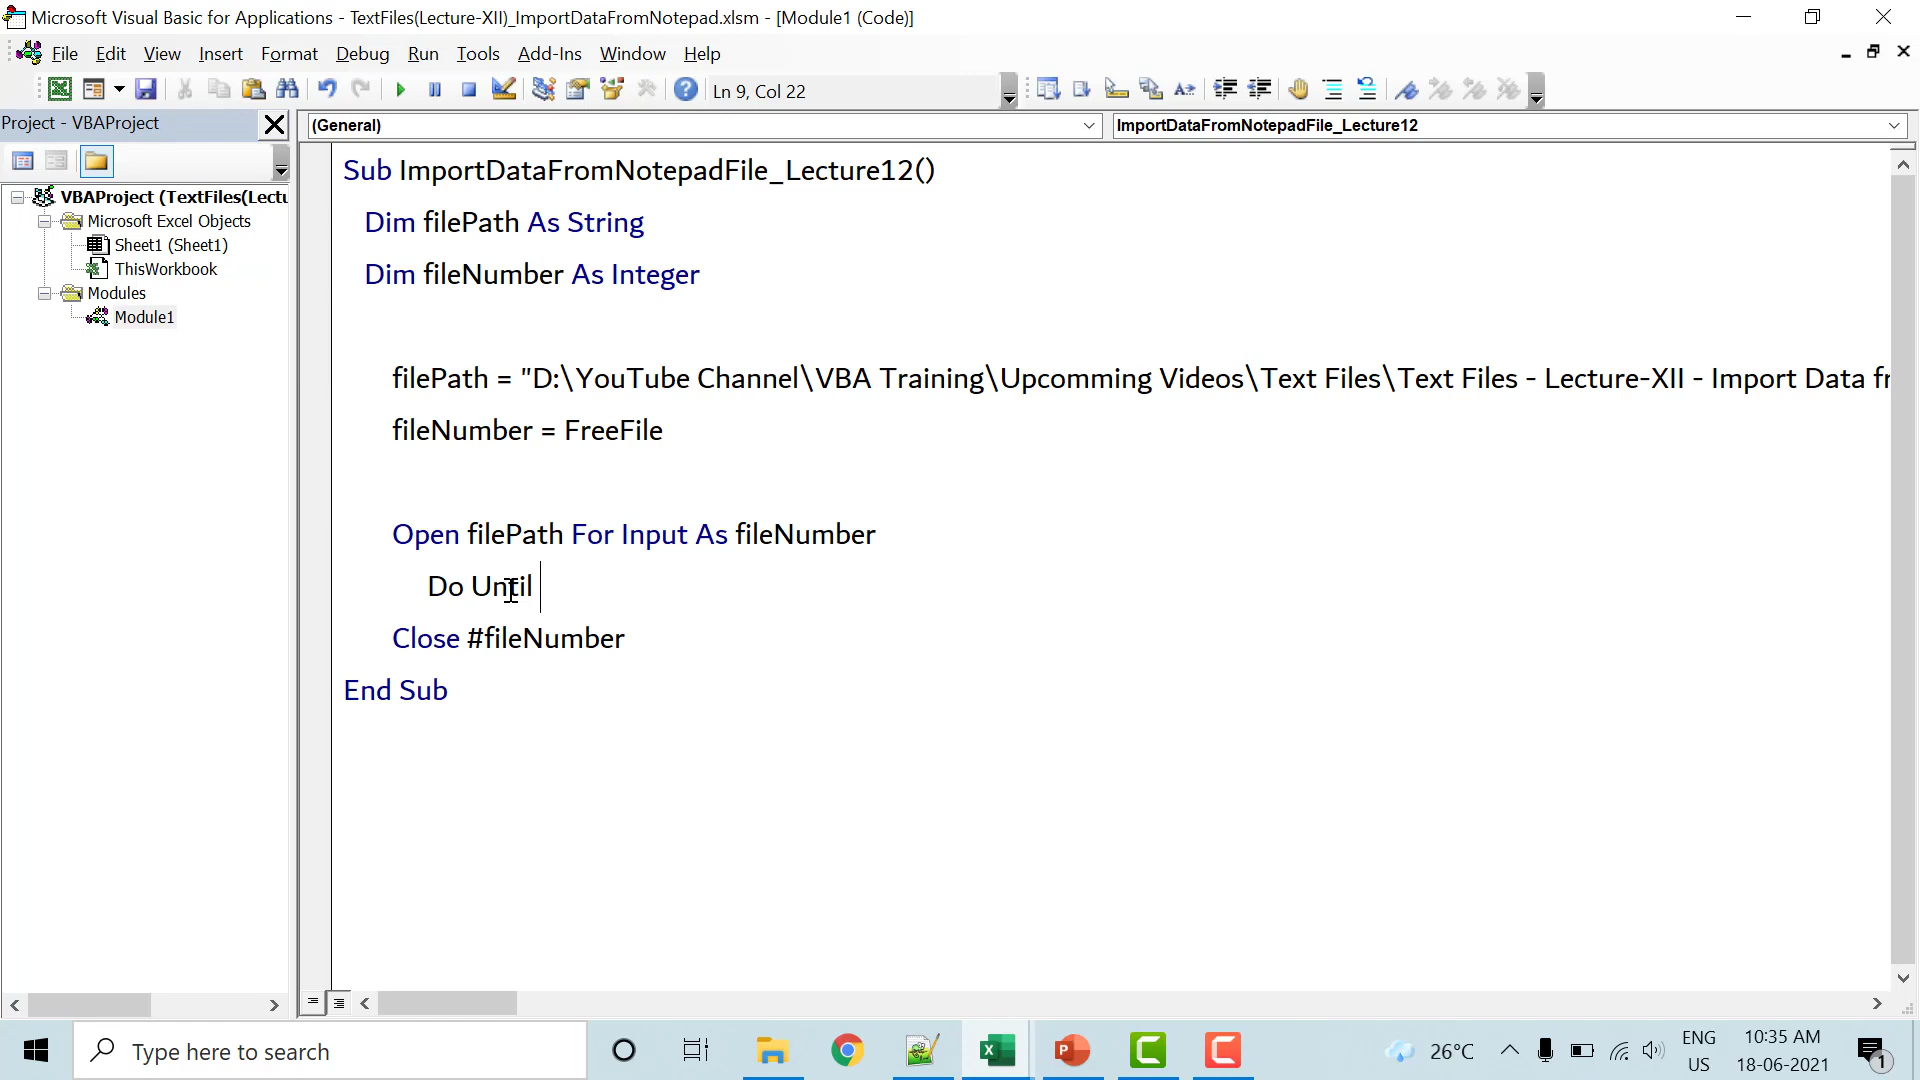 Microsoft Visual Basic for Applications - TextFiles(Lecture-XII)_ImportDataFromNotepad.xlsm - [Module1 (Code)]
File Edit View Insert Format Debug Run Tools Add-Ins Window Help
Ln 9, Col 22
Project - VBAProject
(General)
ImportDataFromNotepadFile_Lecture12
VBAProject (TextFiles(Lectu
Microsoft Excel Objects
Sheet1 (Sheet1)
ThisWorkbook
Modules
Module1
Sub ImportDataFromNotepadFile_Lecture12()
Dim filePath As String
Dim fileNumber As Integer
filePath = "D:\YouTube Channel\VBA Training\Upcomming Videos\Text Files\Text Files - Lecture-XII - Import Data fr
fileNumber = FreeFile
Open filePath For Input As fileNumber
Do Until
Close #fileNumber
End Sub
Type here to search
26°C
ENG
US
10:35 AM
18-06-2021
1